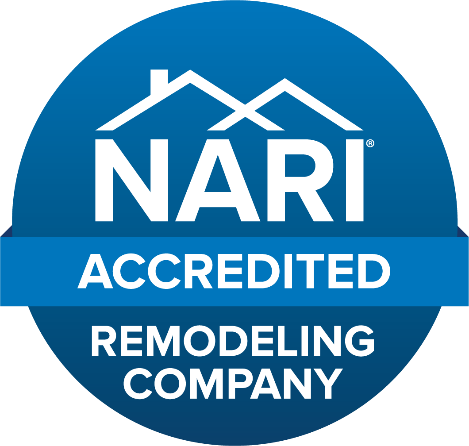 NARI®
ACCREDITED
REMODELING
COMPANY